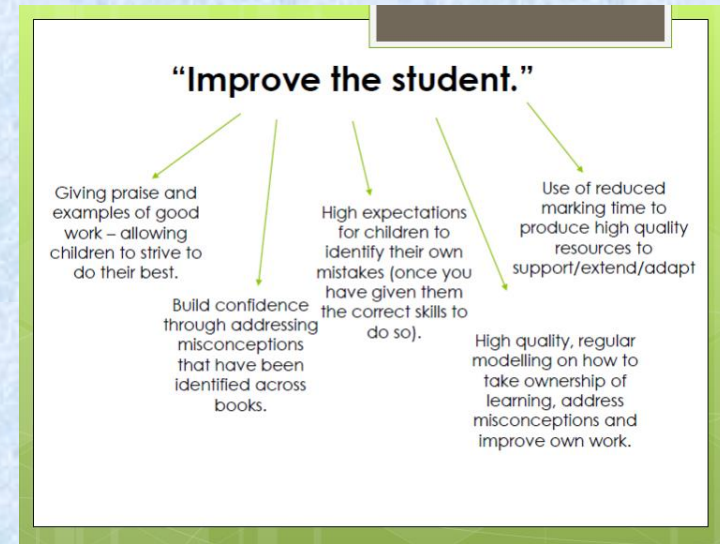 “Improve the student.”
Giving praise and
examples of good
work – allowing
children to strive to
do their best.
Build confidence
through addressing
misconceptions
that have been
identified across
books.
High expectations
for children to
identify their own
mistakes (once you
have given them
the correct skills to
do so).
High quality, regular
modelling on how to
take ownership of
learning, address
misconceptions and
improve own work.
Use of reduced
marking time to
produce high quality
resources to
support/extend/adapt